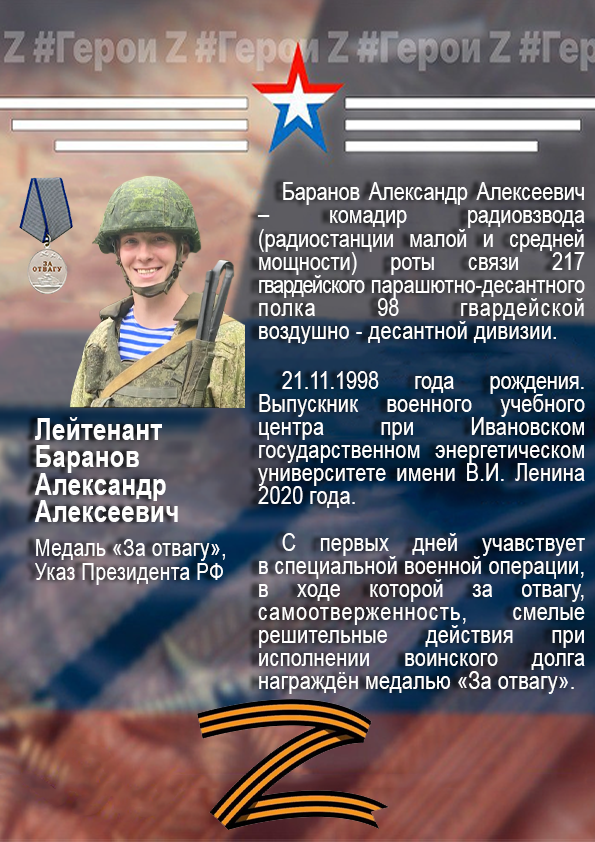 Z #Герои Z #Герои Z #Герои Z #Гер
ЗА
ОТВАГУ
Лейтенант
Баранов
Александр
Алексеевич
Медаль «За отвагу»,
Указ Президента РФ
Баранов Александр Алексеевич
– комадир радиовзвода
(радиостанции малой и средней
мощности) роты связи 217
гвардейского парашютно-десантного
полка 98 гвардейской
воздушно - десантной дивизии.
21.11.1998 года рождения.
Выпускник военного учебного
центра при Ивановском
государственном энергетическом
университете имени В.И. Ленина
2020 года.
С первых дней учавствует
в специальной военной операции,
в ходе которой за отвагу,
самоотверженность, смелые
решительные действия при
исполнении воинского долга
награждён медалью «За отвагу».
Z